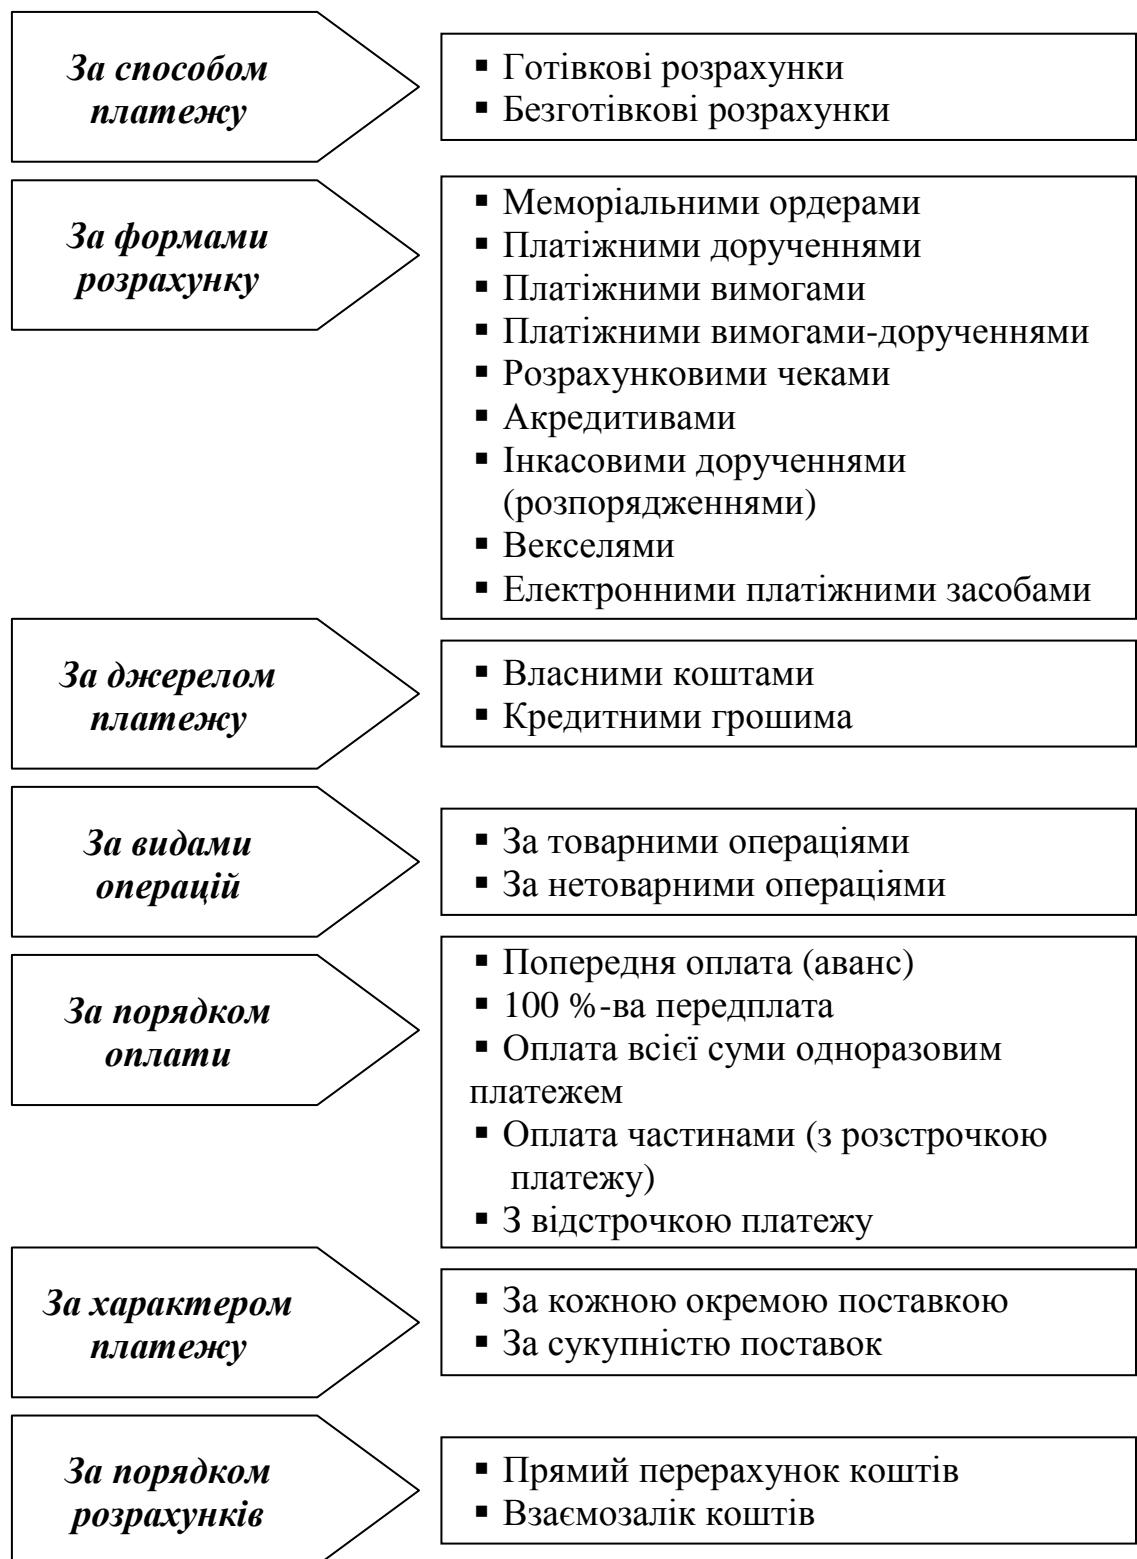 За способом
платежу
▪ Готівкові розрахунки
▪ Безготівкові розрахунки
За формами
розрахунку
▪ Меморіальними ордерами
▪ Платіжними дорученнями
▪ Платіжними вимогами
▪ Платіжними вимогами-дорученнями
▪ Розрахунковими чеками
▪ Акредитивами
▪ Інкасовими дорученнями
(розпорядженнями)
▪ Векселями
▪ Електронними платіжними засобами
За джерелом
платежу
▪ Власними коштами
▪ Кредитними грошима
За видами
операцій
▪ За товарними операціями
▪ За нетоварними операціями
За порядком
оплати
▪ Попередня оплата (аванс)
▪ 100 %-ва передплата
▪ Оплата всієї суми одноразовим
платежем
▪ Оплата частинами (з розстрочкою
платежу)
▪ З відстрочкою платежу
За характером
платежу
▪ За кожною окремою поставкою
▪ За сукупністю поставок
За порядком
розрахунків
▪ Прямий перерахунок коштів
▪ Взаємозалік коштів